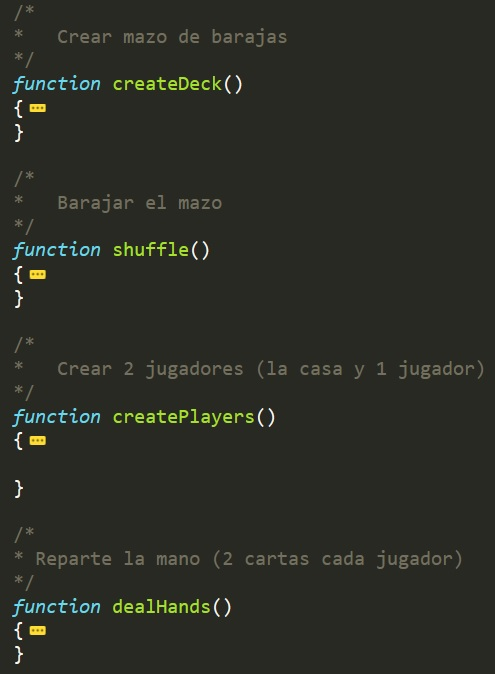 /*
*   Crear mazo de barajas
*/
function createDeck()
{
}
/*
*   Barajar el mazo
*/
function shuffle()
{
}
/*
*   Crear 2 jugadores (la casa y 1 jugador)
*/
function createPlayers()
{
}
/*
* Reparte la mano (2 cartas cada jugador)
*/
function dealHands()
{
}